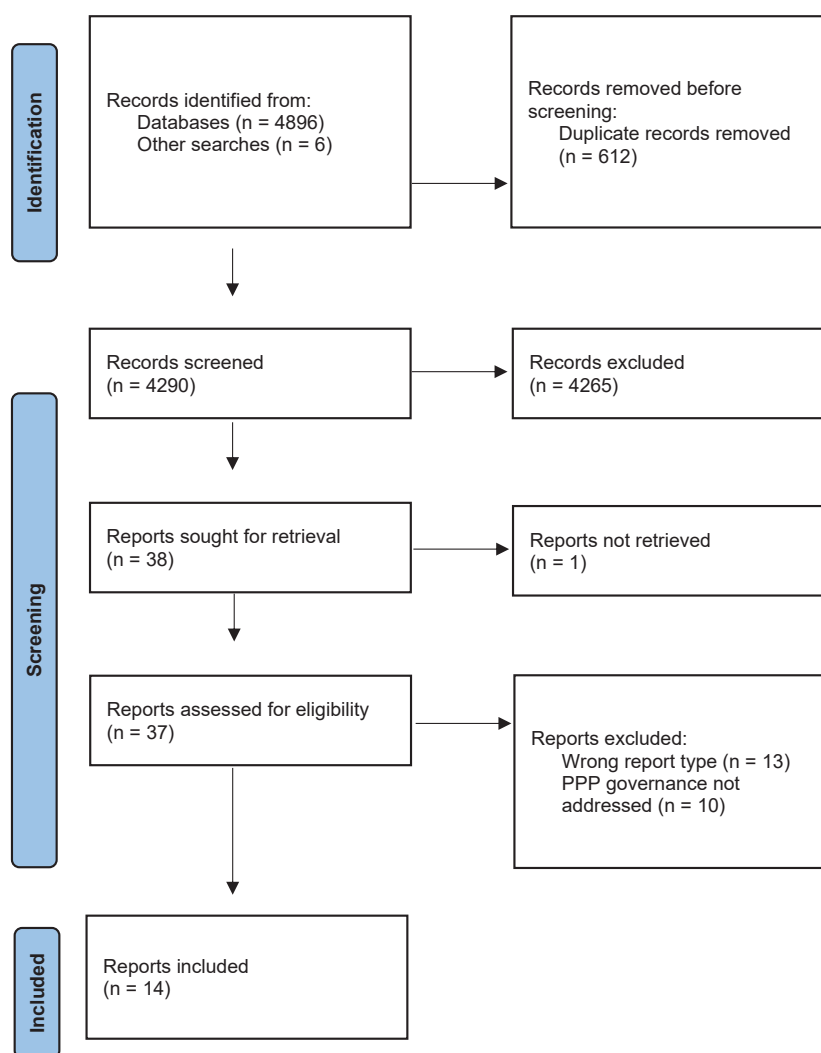 Identification
Records identified from:
Databases (n = 4896)
Other searches (n = 6)
Records removed before
screening:
Duplicate records removed
(n = 612)
Screening
Records screened
(n = 4290)
Records excluded
(n = 4265)
Reports sought for retrieval
(n = 38)
Reports not retrieved
(n = 1)
Reports assessed for eligibility
(n = 37)
Reports excluded:
Wrong report type (n = 13)
PPP governance not
addressed (n = 10)
Included
Reports included
(n = 14)